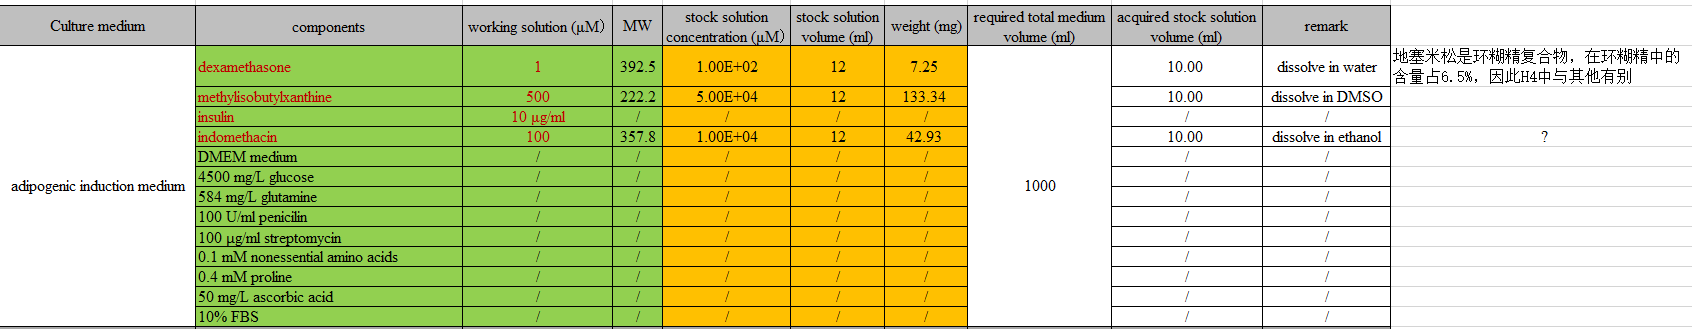 Culture medium components working solution (μM) MW stock solution concentration (μM) stock solution volume (ml) weight (mg) required total medium volume (ml) acquired stock solution volume (ml) remark
dexamethasone 1 392.5 1.00E+02 12 7.25 10.00 dissolve in water 地塞米松是环糊精复合物，在环糊精中的
含量占6.5%，因此H4中与其他有别
methylisobutylxanthine 500 222.2 5.00E+04 12 133.34 10.00 dissolve in DMSO
insulin 10 μg/ml / / / / / /
indomethacin 100 357.8 1.00E+04 12 42.93 10.00 dissolve in ethanol ?
DMEM medium / / / / / / /
adipogenic induction medium 4500 mg/L glucose / / / / / 1000 / /
584 mg/L glutamine / / / / / / /
100 U/ml penicilin / / / / / / /
100 μg/ml streptomycin / / / / / / /
0.1 mM nonessential amino acids / / / / / / /
0.4 mM proline / / / / / / /
50 mg/L ascorbic acid / / / / / / /
10% FBS / / / / / / /